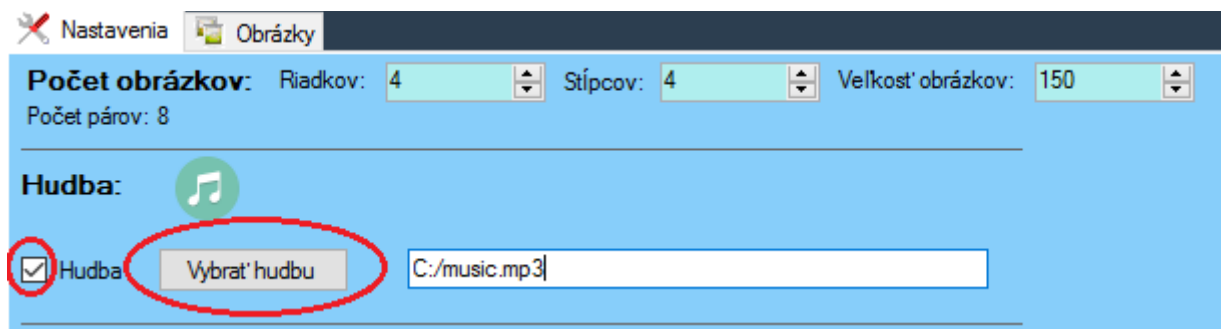 Nastavenia Obrázky
Počet obrázkov: Riadkov: 4 Stĺpcov: 4 Veľkosť obrázkov: 150
Počet párov: 8
Hudba:
Hudba Vybrať hudbu C:/music.mp3